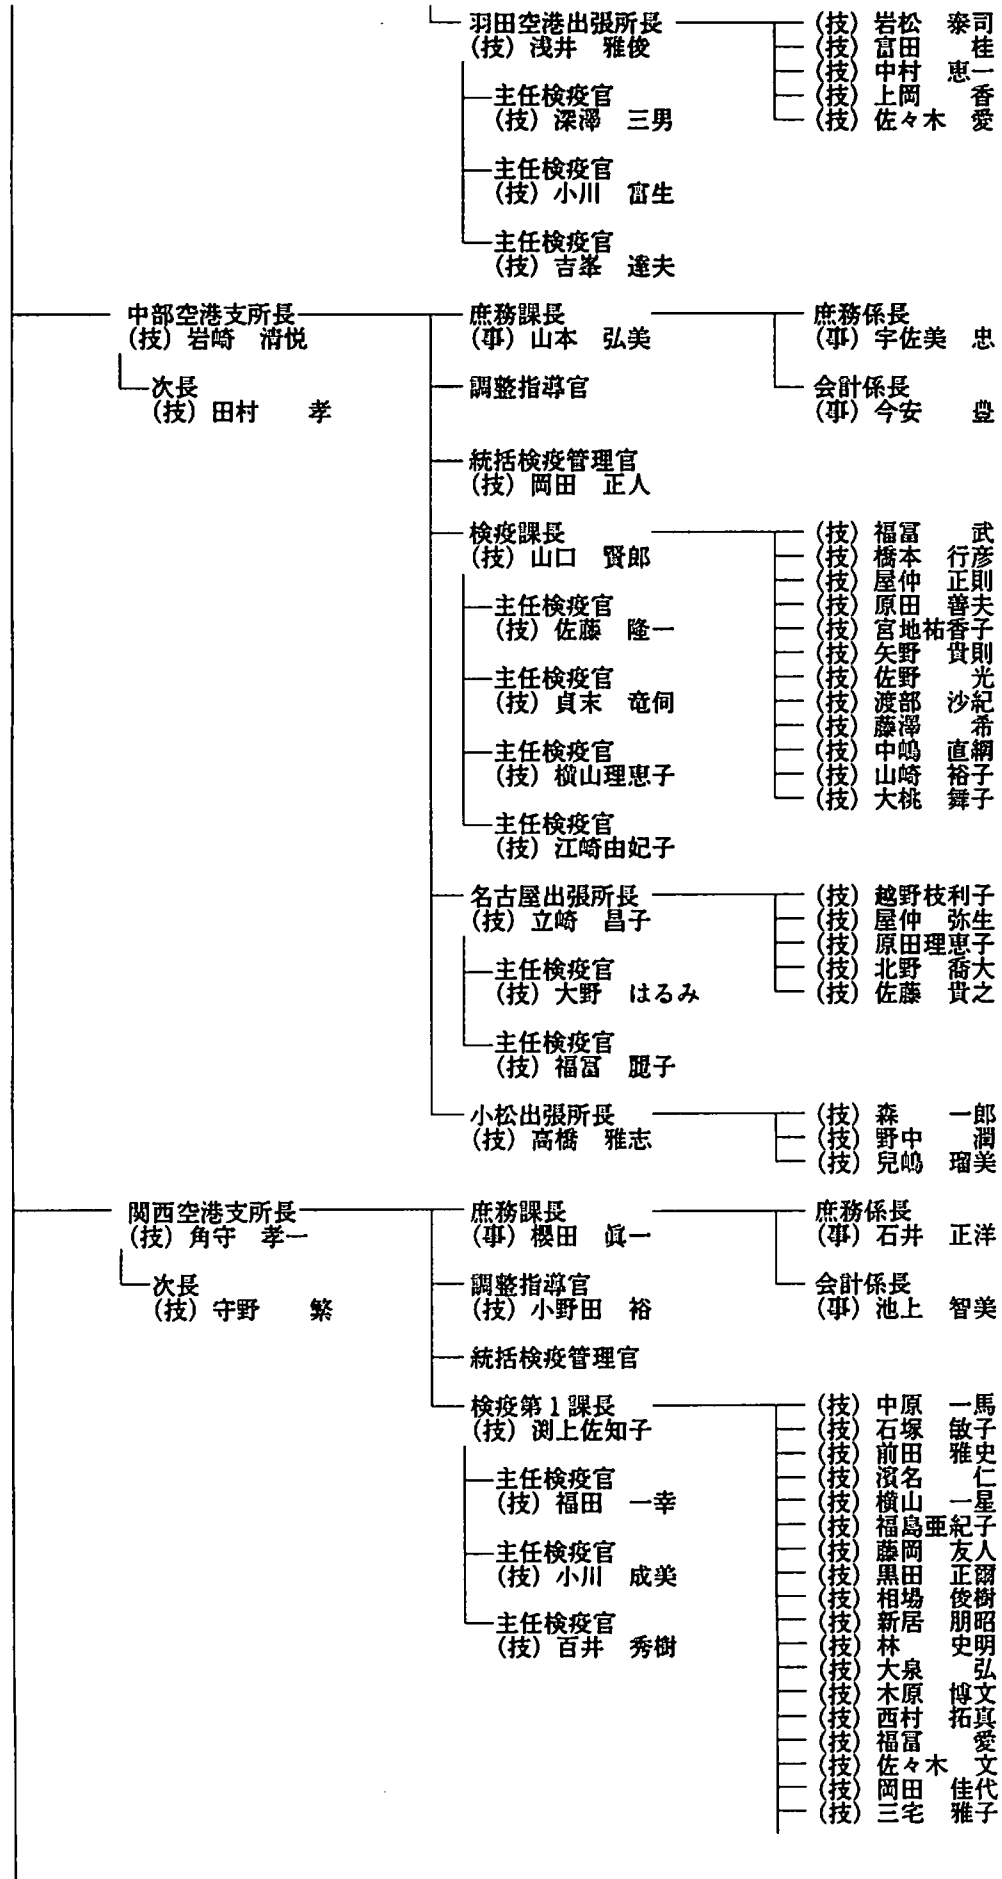 羽田空港出張所長
(技) 浅井 雅俊
主任検疫官
(技) 深澤 三男
主任検疫官
(技) 小川 富生
主任検疫官
(技) 吉峯 達夫
(技) 岩松 泰司
(技) 富田 桂
(技) 中村 恵一
(技) 上岡 香
(技) 佐々木 愛
中部空港支所長
(技) 岩崎 清悦
次長
(技) 田村 孝
庶務課長
(事) 山本 弘美
庶務係長
(事) 宇佐美 忠
会計係長
(事) 今安 豊
調整指導官
統括検疫管理官
(技) 岡田 正人
検疫課長
(技) 山口 賢郎
主任検疫官
(技) 佐藤 隆一
主任検疫官
(技) 貞末 竜伺
主任検疫官
(技) 横山理恵子
主任検疫官
(技) 江崎由妃子
(技) 福冨 武
(技) 橋本 行彦
(技) 屋仲 正則
(技) 原田 善夫
(技) 宮地祐香子
(技) 矢野 貴則
(技) 佐野 光
(技) 渡部 沙紀
(技) 藤澤 希
(技) 中嶋 直綱
(技) 山崎 裕子
(技) 大桃 舞子
名古屋出張所長
(技) 立崎 昌子
主任検疫官
(技) 大野 はるみ
主任検疫官
(技) 福冨 麗子
(技) 越野枝利子
(技) 屋仲 弥生
(技) 原田理恵子
(技) 北野 喬大
(技) 佐藤 貴之
小松出張所長
(技) 高橋 雅志
(技) 森 一郎
(技) 野中 潤
(技) 兒嶋 瑠美
関西空港支所長
(技) 角守 孝一
次長
(技) 守野 繁
庶務課長
(事) 櫻田 眞一
庶務係長
(事) 石井 正洋
会計係長
(事) 池上 智美
調整指導官
(技) 小野田 裕
統括検疫管理官
検疫第1課長
(技) 渕上佐知子
主任検疫官
(技) 福田 一幸
主任検疫官
(技) 小川 成美
主任検疫官
(技) 百井 秀樹
(技) 中原 一馬
(技) 石塚 敏子
(技) 前田 雅史
(技) 濱名 仁
(技) 横山 一星
(技) 福島亜紀子
(技) 藤岡 友人
(技) 黒田 正爾
(技) 相場 俊樹
(技) 新居 朋昭
(技) 林 史明
(技) 大泉 弘
(技) 木原 博文
(技) 西村 拓真
(技) 福冨 愛
(技) 佐々木 文
(技) 岡田 佳代
(技) 三宅 雅子